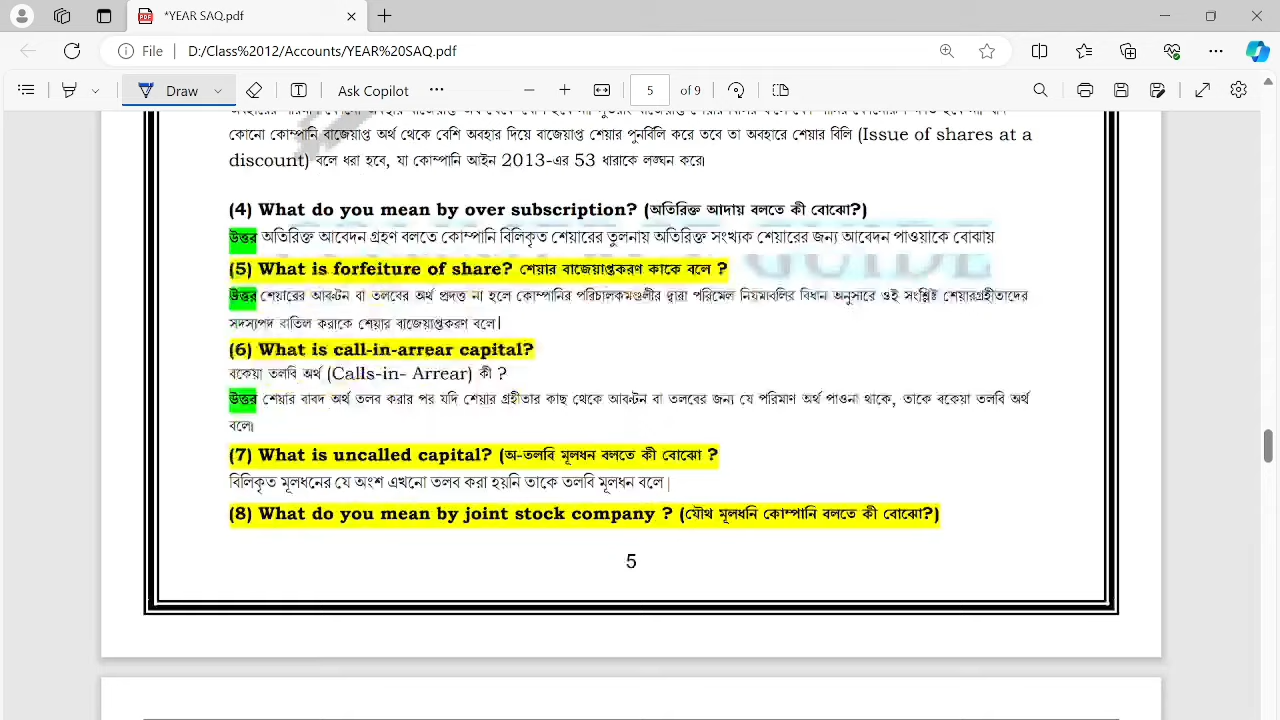 *YEAR SAQ.pdf
File | D:/Class%2012/Accounts/YEAR%20SAQ.pdf
Draw Ask Copilot 5 of 9
কোনো কোম্পানি বাজেয়াপ্ত অর্থ থেকে বেশি অবহার দিয়ে বাজেয়াপ্ত শেয়ার পুনর্বিলি করে তবে তা অবহারে শেয়ার বিলি (Issue of shares at a
discount) বলে ধরা হবে, যা কোম্পানি আইন 2013-এর 53 ধারাকে লঙ্ঘন করে।
(4) What do you mean by over subscription? (অতিরিক্ত আদায় বলতে কী বোঝো?)
উত্তর অতিরিক্ত আবেদন গ্রহণ বলতে কোম্পানি বিলিকৃত শেয়ারের তুলনায় অতিরিক্ত সংখ্যক শেয়ারের জন্য আবেদন পাওয়াকে বোঝায়
GUIDE
(5) What is forfeiture of share? শেয়ার বাজেয়াপ্তকরণ কাকে বলে ?
উত্তর শেয়ারের আবণ্টন বা তলবের অর্থ প্রদত্ত না হলে কোম্পানির পরিচালকমণ্ডলীর দ্বারা পরিমেল নিয়মাবলির বিধান অনুসারে ওই সংশ্লিষ্ট শেয়ারগ্রহীতাদের
সদস্যপদ বাতিল করাকে শেয়ার বাজেয়াপ্তকরণ বলে।
(6) What is call-in-arrear capital?
বকেয়া তলবি অর্থ (Calls-in- Arrear) কী ?
উত্তর শেয়ার বাবদ অর্থ তলব করার পর যদি শেয়ার গ্রহীতার কাছ থেকে আবণ্টন বা তলবের জন্য যে পরিমাণ অর্থ পাওনা থাকে, তাকে বকেয়া তলবি অর্থ
বলে।
(7) What is uncalled capital? (অ-তলবি মূলধন বলতে কী বোঝো ?
বিলিকৃত মূলধনের যে অংশ এখনো তলব করা হয়নি তাকে তলবি মূলধন বলে |
(8) What do you mean by joint stock company ? (যৌথ মূলধনি কোম্পানি বলতে কী বোঝো?)
5